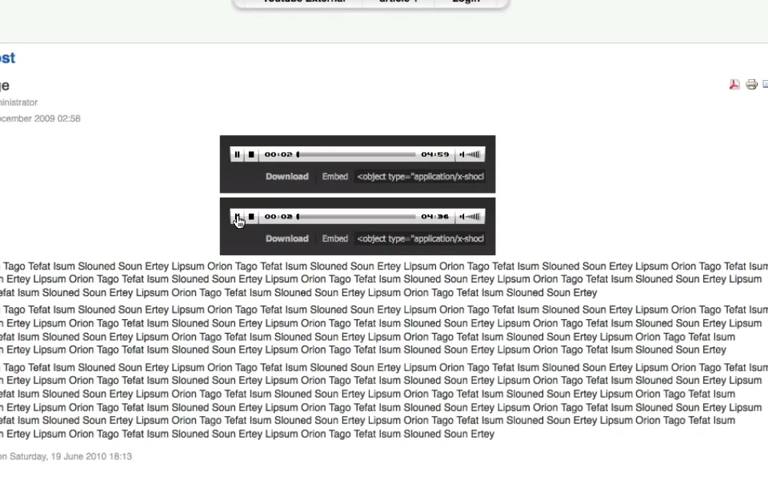 Youtube External article 1 Login
ost
ge
ministrator
ecember 2009 02:58
00:02 04:59
Download Embed <object type="application/x-shocl
00:02 04:36
Download Embed <object type="application/x-shocl
Tago Tefat Isum Slouned Soun Ertey Lipsum Orion Tago Tefat Isum Slouned Soun Ertey Lipsum Orion Tago Tefat Isum Slouned Soun Ertey Lipsum Orion Tago Tefat Isum
n Ertey Lipsum Orion Tago Tefat Isum Slouned Soun Ertey Lipsum Orion Tago Tefat Isum Slouned Soun Ertey Lipsum Orion Tago Tefat Isum Slouned Soun Ertey Lipsum
efat Isum Slouned Soun Ertey Lipsum Orion Tago Tefat Isum Slouned Soun Ertey Lipsum Orion Tago Tefat Isum Slouned Soun Ertey
Tago Tefat Isum Slouned Soun Ertey Lipsum Orion Tago Tefat Isum Slouned Soun Ertey Lipsum Orion Tago Tefat Isum Slouned Soun Ertey Lipsum Orion Tago Tefat Isum
n Ertey Lipsum Orion Tago Tefat Isum Slouned Soun Ertey Lipsum Orion Tago Tefat Isum Slouned Soun Ertey Lipsum Orion Tago Tefat Isum Slouned Soun Ertey Lipsum
efat Isum Slouned Soun Ertey Lipsum Orion Tago Tefat Isum Slouned Soun Ertey Lipsum Orion Tago Tefat Isum Slouned Soun Ertey Lipsum Orion Tago Tefat Isum
n Ertey Lipsum Orion Tago Tefat Isum Slouned Soun Ertey Lipsum Orion Tago Tefat Isum Slouned Soun Ertey Lipsum Orion Tago Tefat Isum Slouned Soun Ertey
Tago Tefat Isum Slouned Soun Ertey Lipsum Orion Tago Tefat Isum Slouned Soun Ertey Lipsum Orion Tago Tefat Isum Slouned Soun Ertey Lipsum Orion Tago Tefat Isum
n Ertey Lipsum Orion Tago Tefat Isum Slouned Soun Ertey Lipsum Orion Tago Tefat Isum Slouned Soun Ertey Lipsum Orion Tago Tefat Isum Slouned Soun Ertey Lipsum
efat Isum Slouned Soun Ertey Lipsum Orion Tago Tefat Isum Slouned Soun Ertey Lipsum Orion Tago Tefat Isum Slouned Soun Ertey Lipsum Orion Tago Tefat Isum
n Ertey Lipsum Orion Tago Tefat Isum Slouned Soun Ertey Lipsum Orion Tago Tefat Isum Slouned Soun Ertey Lipsum Orion Tago Tefat Isum Slouned Soun Ertey Lipsum
efat Isum Slouned Soun Ertey Lipsum Orion Tago Tefat Isum Slouned Soun Ertey Lipsum Orion Tago Tefat Isum Slouned Soun Ertey Lipsum Orion Tago Tefat Isum
n Ertey Lipsum Orion Tago Tefat Isum Slouned Soun Ertey Lipsum Orion Tago Tefat Isum Slouned Soun Ertey
on Saturday, 19 June 2010 18:13